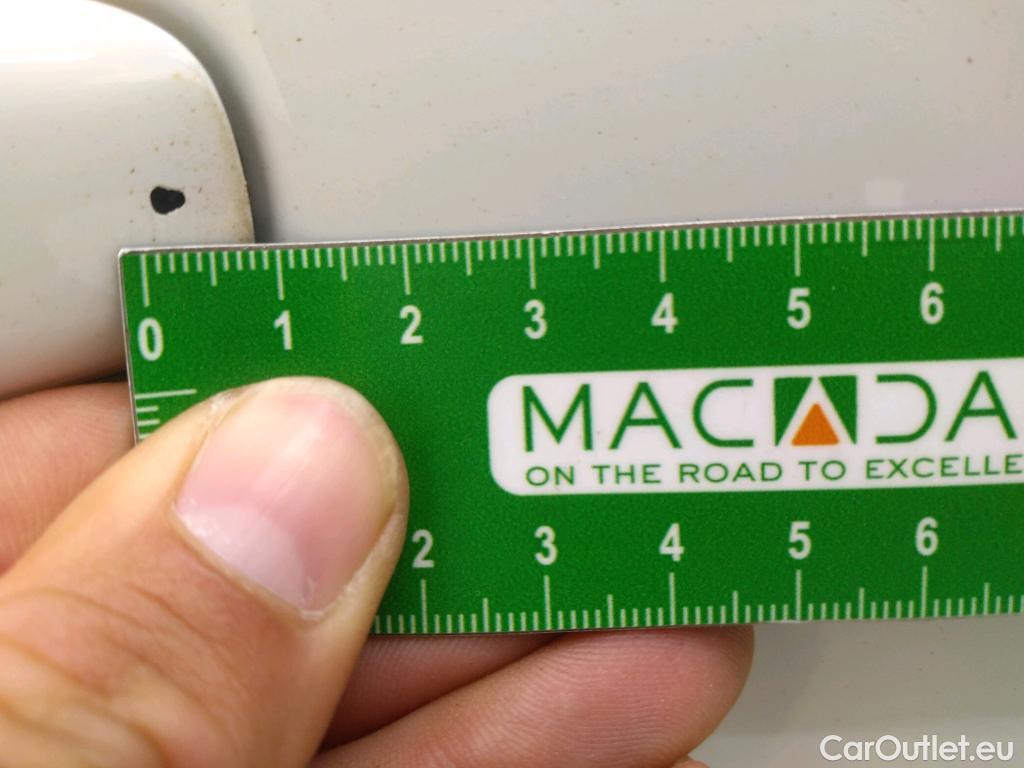 0 1 2 3 4 5 6
MACADA
ON THE ROAD TO EXCELLE
2 3 4 5 6
CarOutlet.eu